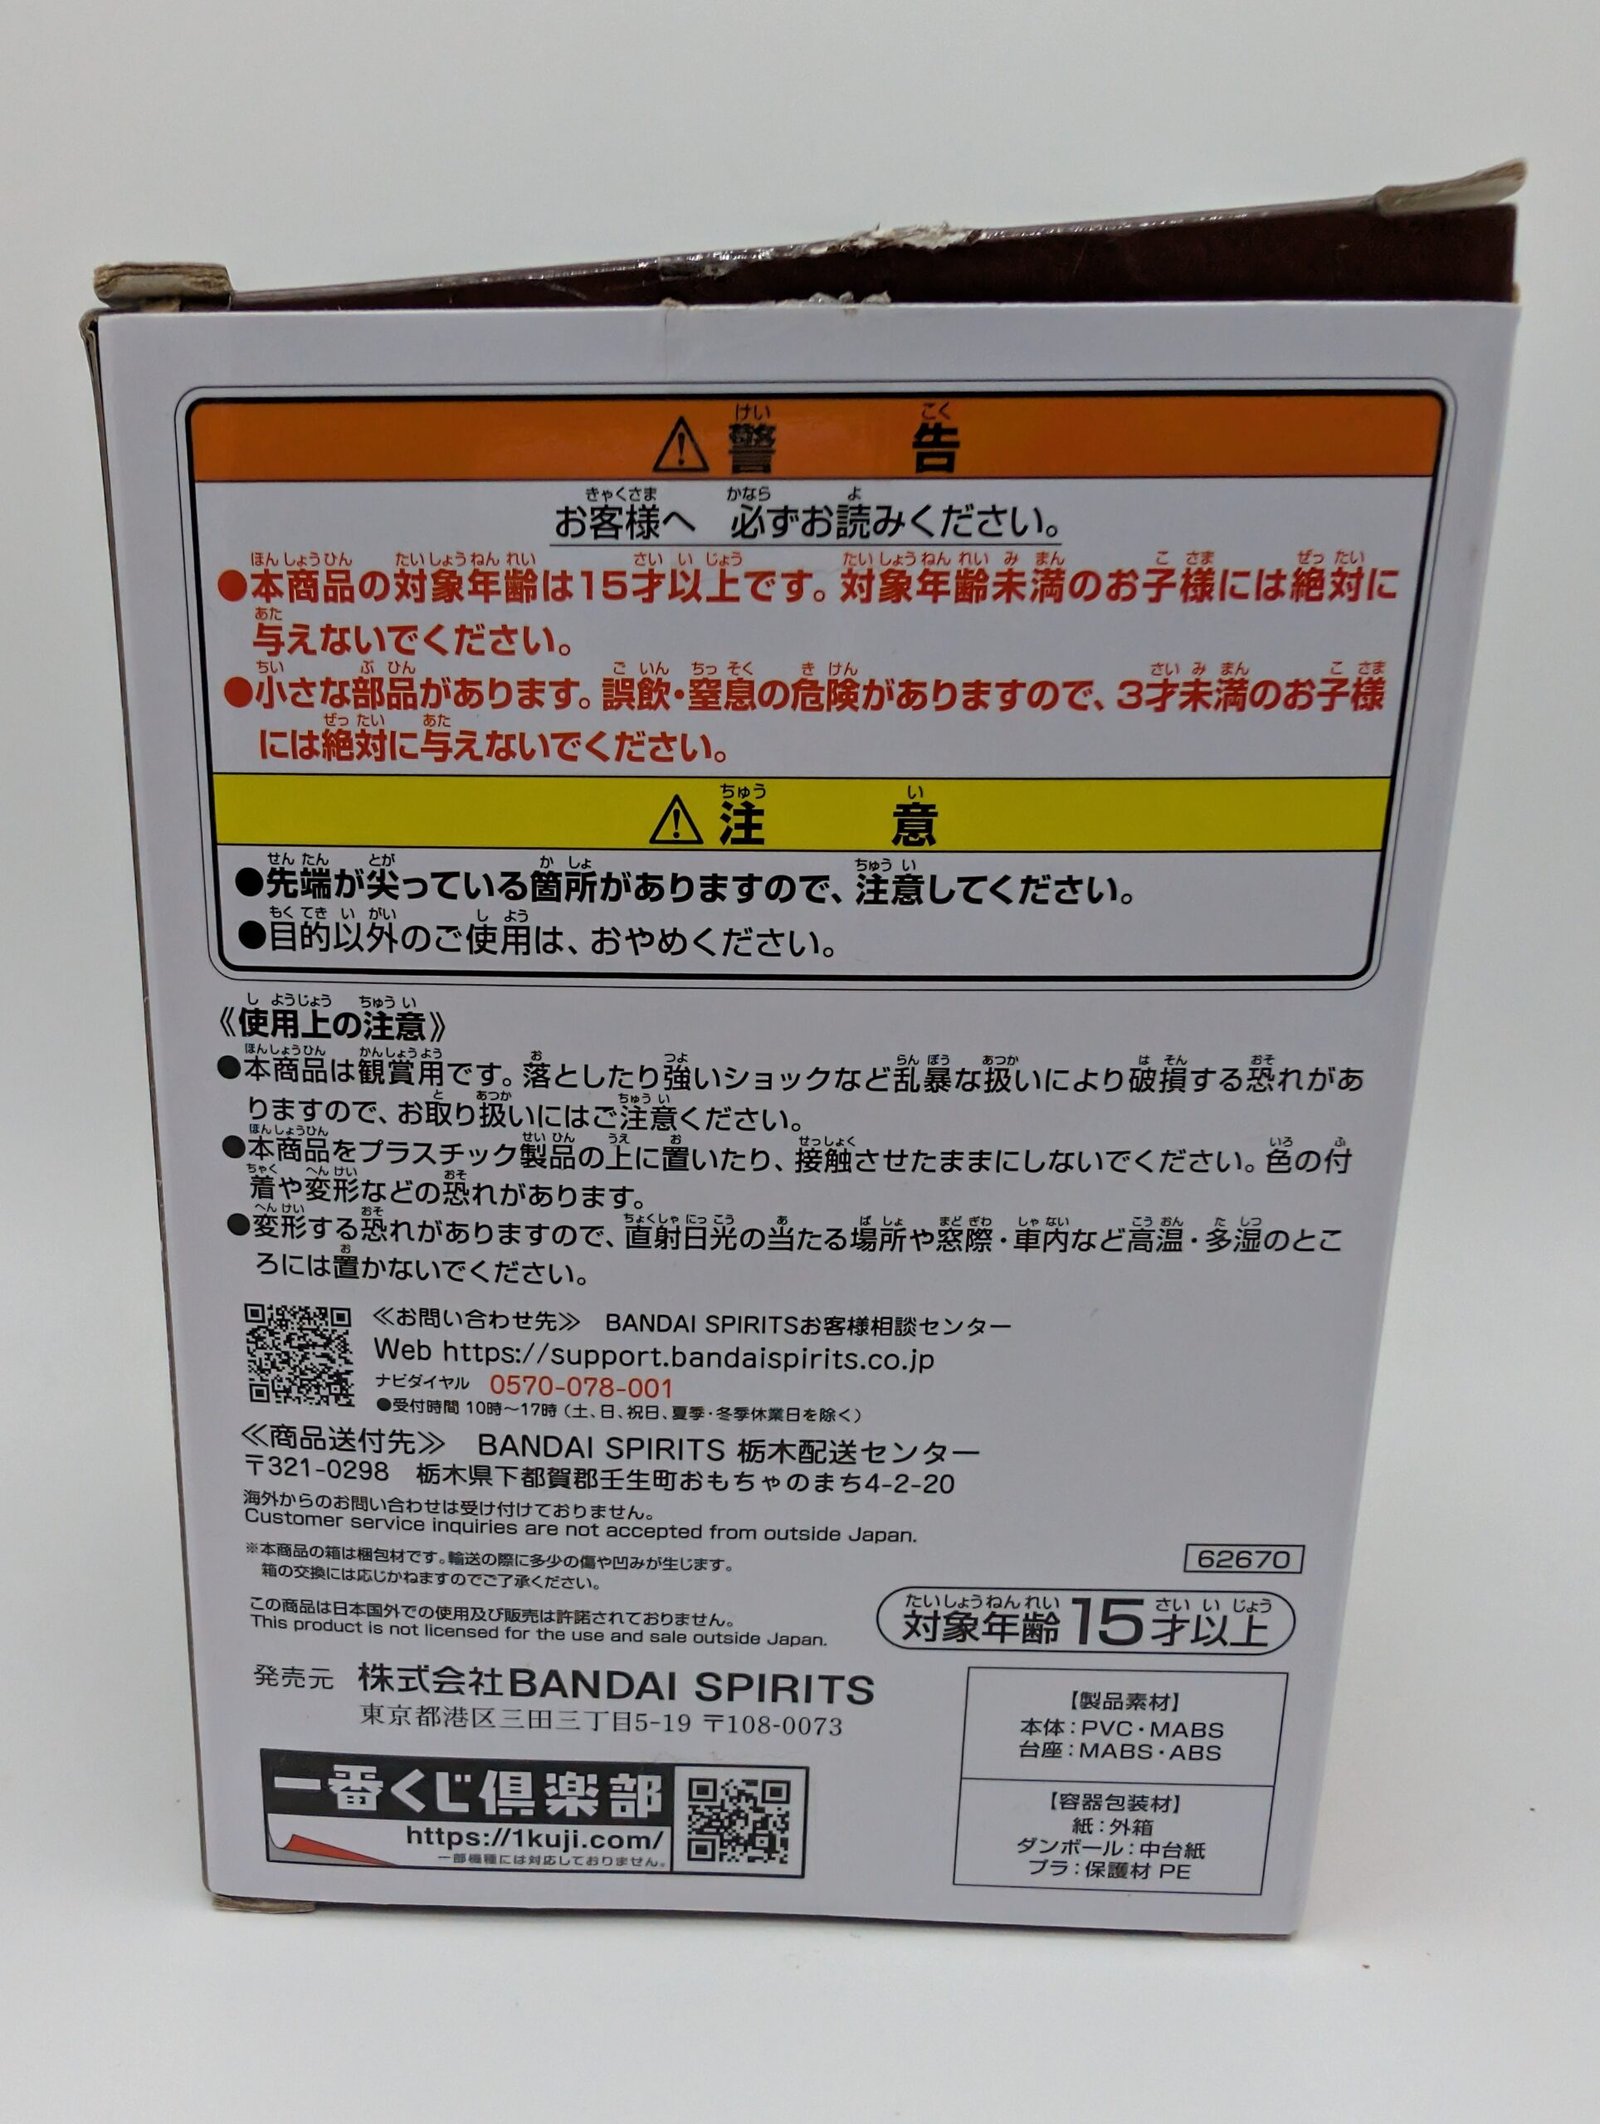 ⚠警告
お客様へ 必ずお読みください。
●本商品の対象年齢は15才以上です。対象年齢未満のお子様には絶対に
与えないでください。
●小さな部品があります。誤飲・窒息の危険がありますので、3才未満のお子様
には絶対に与えないでください。
⚠注意
●先端が尖っている箇所がありますので、注意してください。
●目的以外のご使用は、おやめください。
《使用上の注意》
●本商品は観賞用です。落としたり強いショックなど乱暴な扱いにより破損する恐れがあ
りますので、お取り扱いにはご注意ください。
●本商品をプラスチック製品の上に置いたり、接触させたままにしないでください。色の付
着や変形などの恐れがあります。
●変形する恐れがありますので、直射日光の当たる場所や窓際・車内など高温・多湿のとこ
ろには置かないでください。
≪お問い合わせ先≫ BANDAI SPIRITSお客様相談センター
Web https://support.bandaispirits.co.jp
ナビダイヤル 0570-078-001
●受付時間 10時～17時（土、日、祝日、夏季・冬季休業日を除く）
≪商品送付先≫ BANDAI SPIRITS 栃木配送センター
〒321-0298 栃木県下都賀郡壬生町おもちゃのまち4-2-20
海外からのお問い合わせは受け付けておりません。
Customer service inquiries are not accepted from outside Japan.
※本商品の箱は梱包材です。輸送の際に多少の傷や凹みが生じます。
箱の交換には応じかねますのでご了承ください。
62670
この商品は日本国外での使用及び販売は許諾されておりません。
This product is not licensed for the use and sale outside Japan.
対象年齢15才以上
発売元 株式会社BANDAI SPIRITS
東京都港区三田三丁目5-19 〒108-0073
一番くじ倶楽部
https://1kuji.com/
一部機種には対応しておりません。
【製品素材】
本体：PVC・MABS
台座：MABS・ABS
【容器包装材】
紙：外箱
ダンボール：中台紙
プラ：保護材 PE